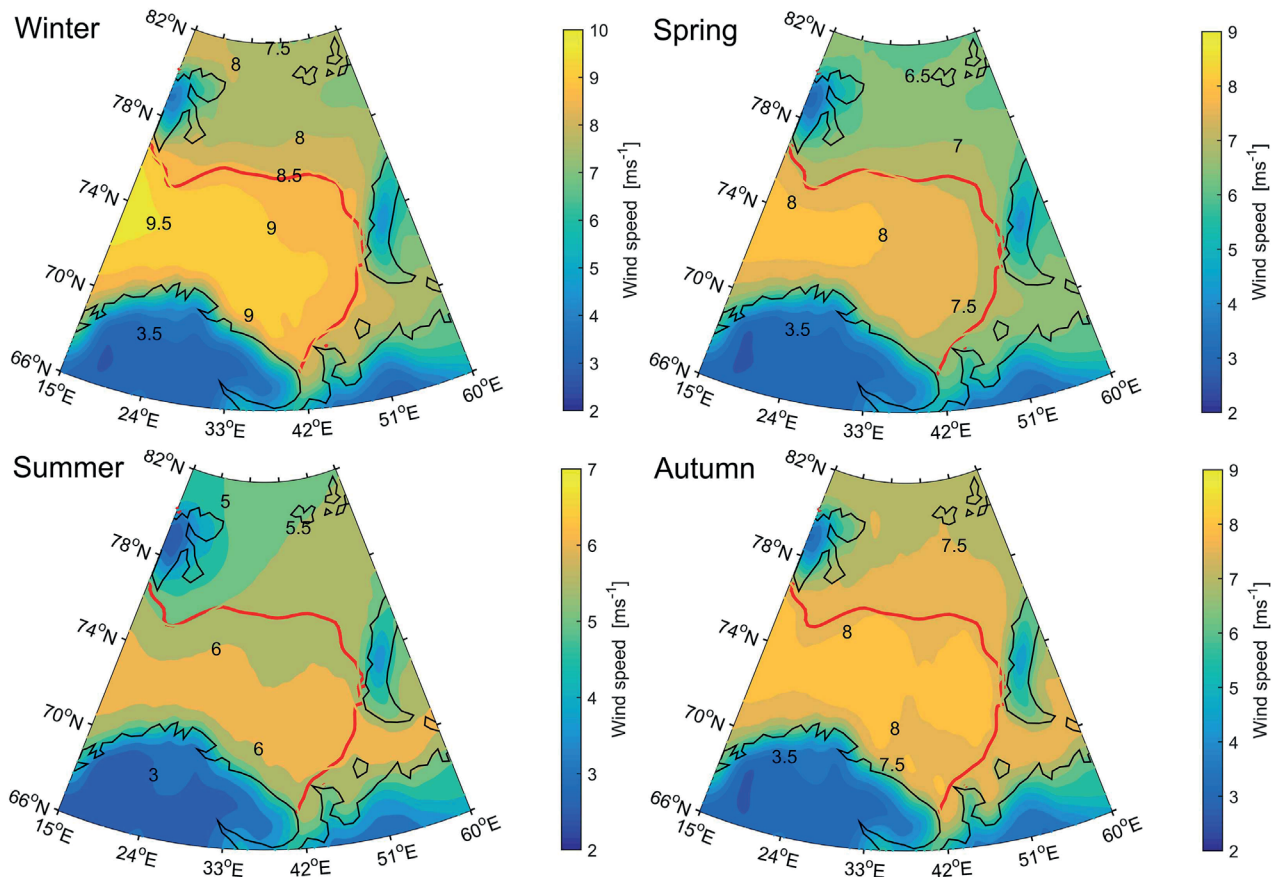 Winter
82°N
78°N
74°N
70°N
66°N
15°E
24°E
33°E
42°E
51°E
60°E
7.5
8
8
8.5
9.5
9
9
3.5
10
9
8
7
6
5
4
3
2
Wind speed [ms⁻¹]
Spring
82°N
78°N
74°N
70°N
66°N
15°E
24°E
33°E
42°E
51°E
60°E
6.5
7
8
8
7.5
3.5
9
8
7
6
5
4
3
2
Wind speed [ms⁻¹]
Summer
82°N
78°N
74°N
70°N
66°N
15°E
24°E
33°E
42°E
51°E
60°E
5
5.5
6
6
3
7
6
5
4
3
2
Wind speed [ms⁻¹]
Autumn
82°N
78°N
74°N
70°N
66°N
15°E
24°E
33°E
42°E
51°E
60°E
7.5
8
8
7.5
3.5
9
8
7
6
5
4
3
2
Wind speed [ms⁻¹]